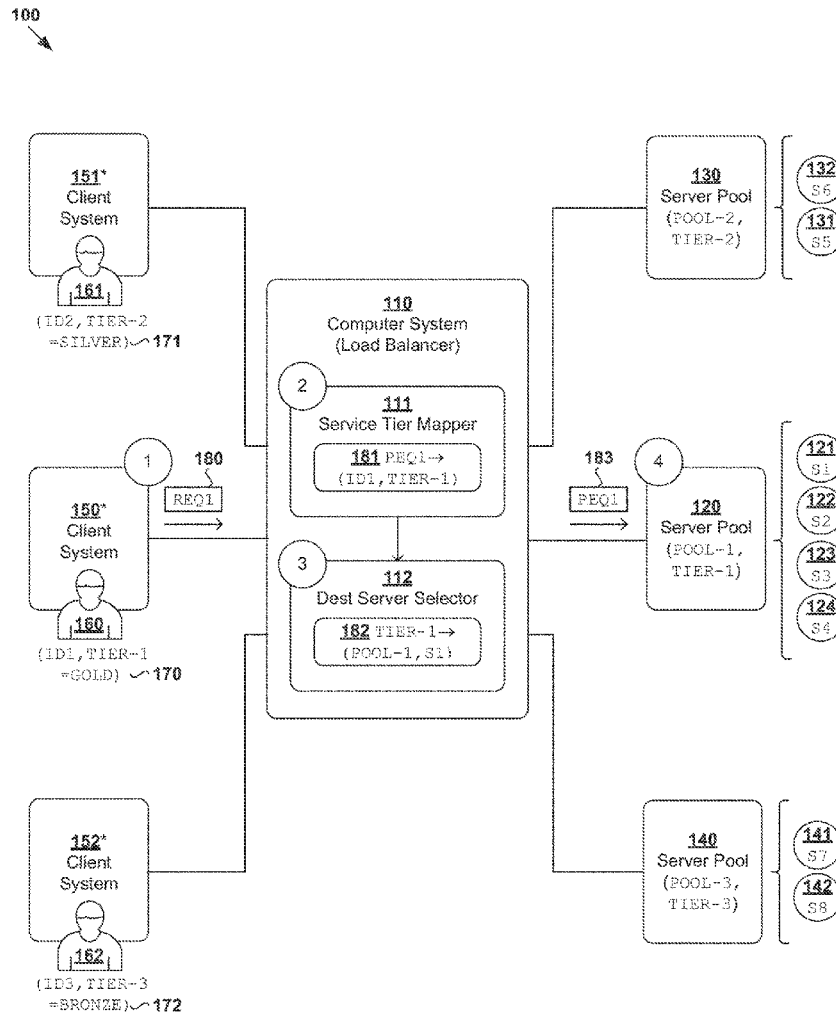 100
151*
Client
System
161
(ID2,TIER-2
=SILVER) 171
1
180
REQ1
150*
Client
System
160
(ID1,TIER-1
=GOLD) 170
152*
Client
System
162
(ID3,TIER-3
=BRONZE) 172
110
Computer System
(Load Balancer)
2
111
Service Tier Mapper
181 REQ1→
(ID1,TIER-1)
3
112
Dest Server Selector
182 TIER-1→
(POOL-1,S1)
183
REQ1
4
130
Server Pool
(POOL-2,
TIER-2)
132
S6
131
S5
120
Server Pool
(POOL-1,
TIER-1)
121
S1
122
S2
123
S3
124
S4
140
Server Pool
(POOL-3,
TIER-3)
141
S7
142
S8